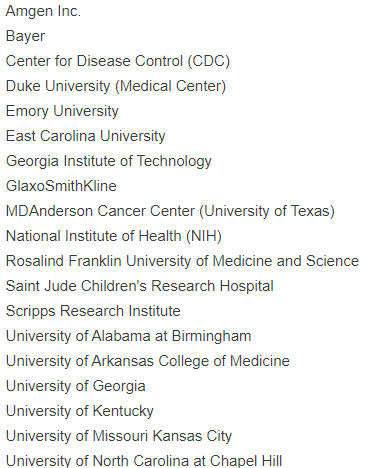 Amgen Inc.
Bayer
Center for Disease Control (CDC)
Duke University (Medical Center)
Emory University
East Carolina University
Georgia Institute of Technology
GlaxoSmithKline
MDAnderson Cancer Center (University of Texas)
National Institute of Health (NIH)
Rosalind Franklin University of Medicine and Science
Saint Jude Children's Research Hospital
Scripps Research Institute
University of Alabama at Birmingham
University of Arkansas College of Medicine
University of Georgia
University of Kentucky
University of Missouri Kansas City
University of North Carolina at Chapel Hill